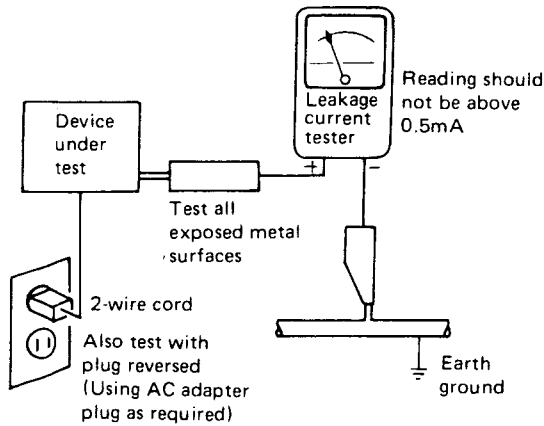 Leakage
current
tester
+
−
Reading should
not be above
0.5mA
Device
under
test
Test all
exposed metal
surfaces
2-wire cord
Also test with
plug reversed
(Using AC adapter
plug as required)
Earth
ground